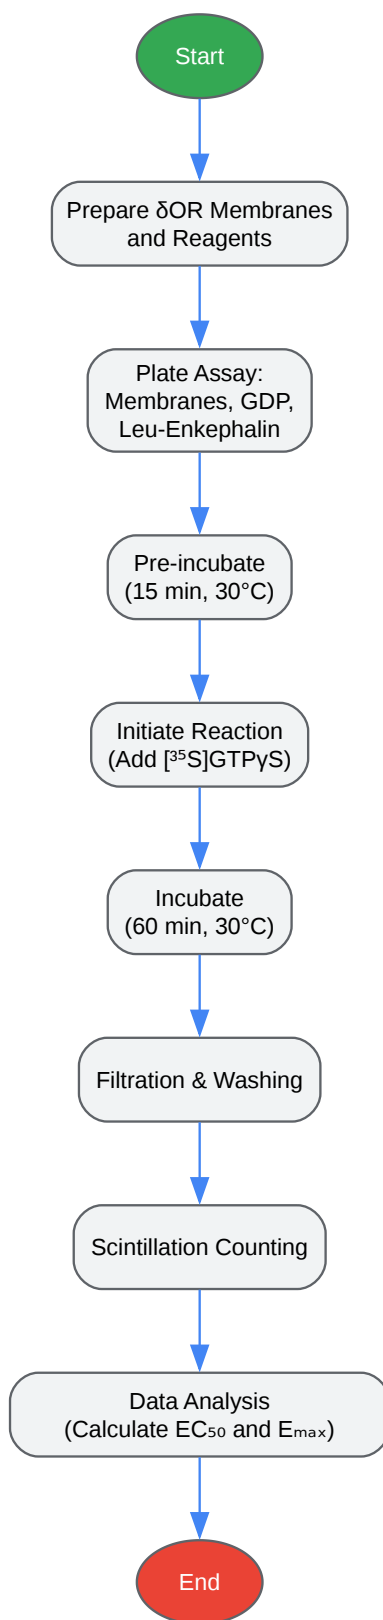 Start
Prepare δOR Membranes
and Reagents
Plate Assay:
Membranes, GDP,
Leu-Enkephalin
Pre-incubate
(15 min, 30°C)
Initiate Reaction
(Add [³⁵S]GTPγS)
Incubate
(60 min, 30°C)
Filtration & Washing
Scintillation Counting
Data Analysis
(Calculate EC₅₀ and Eₘₐₓ)
End